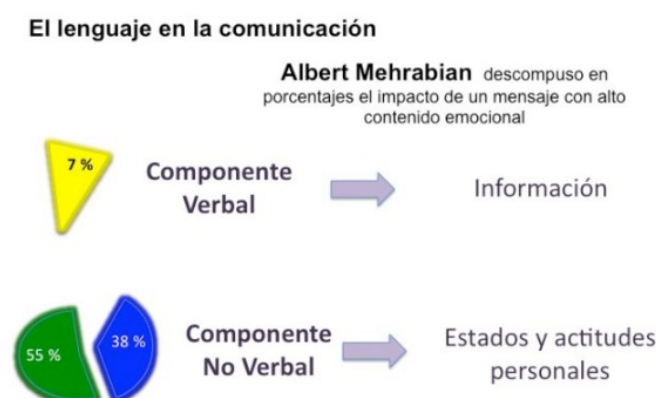 El lenguaje en la comunicación
Albert Mehrabian descompuso en
porcentajes el impacto de un mensaje con alto
contenido emocional
7 %
Componente
Verbal
Información
55 %
38 %
Componente
No Verbal
Estados y actitudes
personales